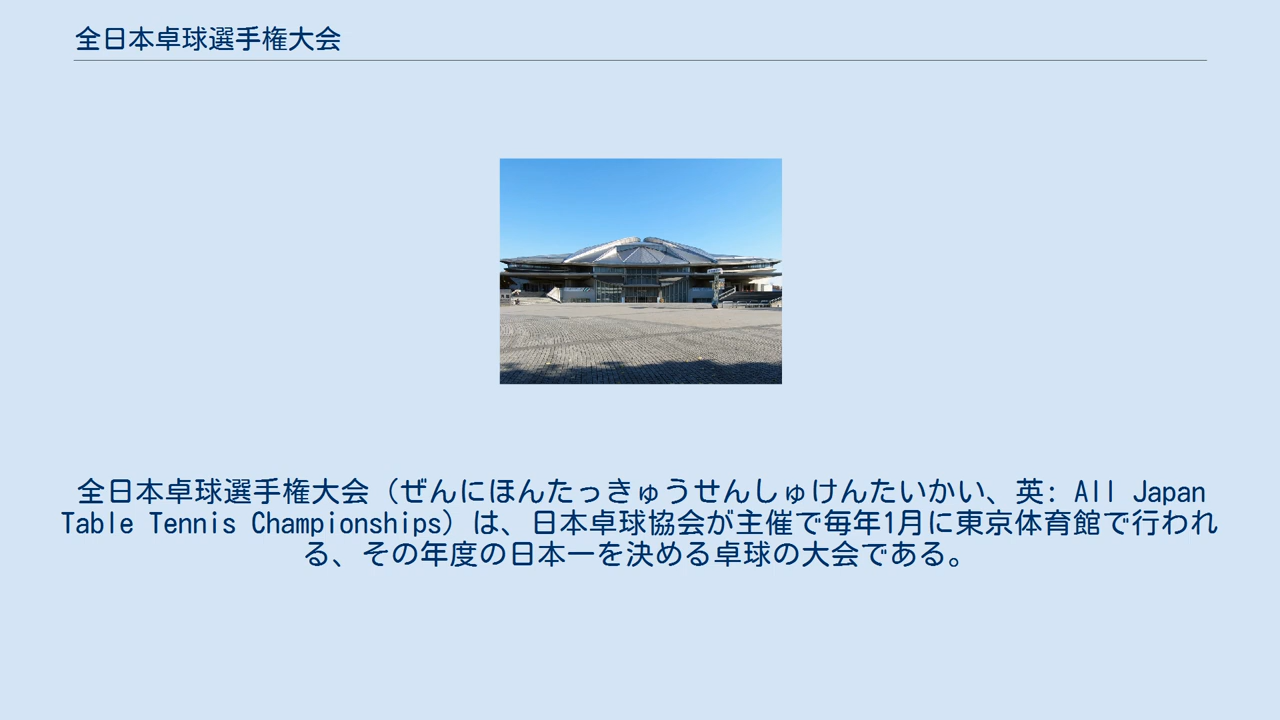 全日本卓球選手権大会
全日本卓球選手権大会（ぜんにほんたっきゅうせんしゅけんたいかい、英: All Japan
Table Tennis Championships）は、日本卓球協会が主催で毎年1月に東京体育館で行われ
る、その年度の日本一を決める卓球の大会である。